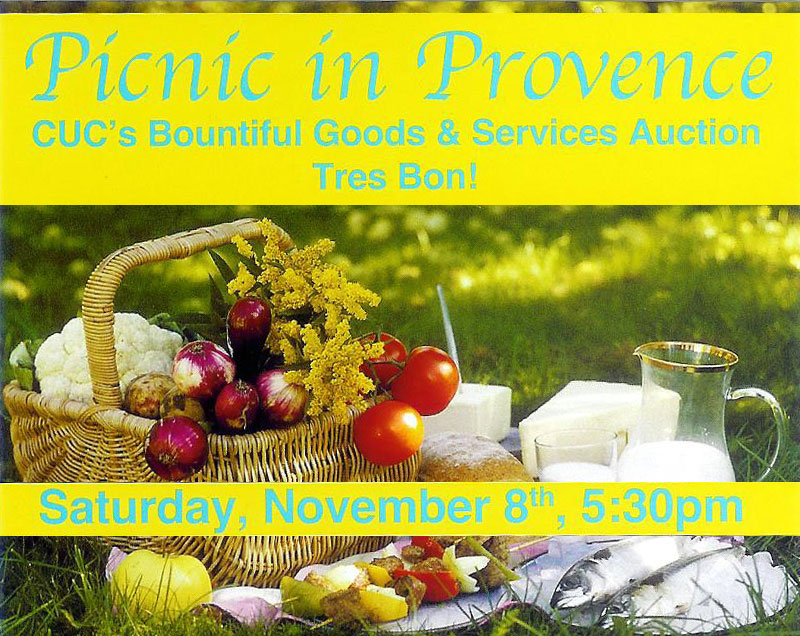 Picnic in Provence
CUC's Bountiful Goods & Services Auction
Tres Bon!
Saturday, November 8th, 5:30pm